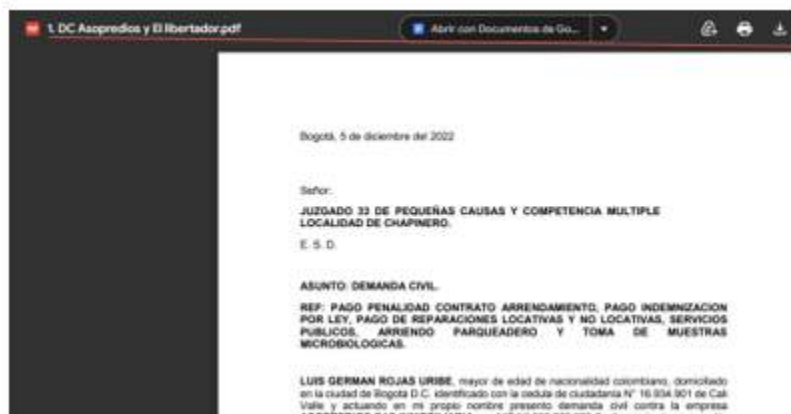 1. DC Asopredios y El libertador.pdf
Abrir con Documentos de Go...
Bogotá, 5 de diciembre del 2022
Señor:
JUZGADO 33 DE PEQUEÑAS CAUSAS Y COMPETENCIA MULTIPLE
LOCALIDAD DE CHAPINERO.
E. S. D.
ASUNTO: DEMANDA CIVIL.
REF: PAGO PENALIDAD CONTRATO ARRENDAMIENTO, PAGO INDEMNIZACION
POR LEY, PAGO DE REPARACIONES LOCATIVAS Y NO LOCATIVAS, SERVICIOS
PUBLICOS, ARRIENDO PARQUEADERO Y TOMA DE MUESTRAS
MICROBIOLOGICAS.
LUIS GERMAN ROJAS URIBE, mayor de edad de nacionalidad colombiano, domiciliado
en la ciudad de Bogotá D.C. identificado con la cedula de ciudadanía N° 16.934.901 de Cali
Valle y actuando en mi propio nombre presento demanda civil contra la empresa